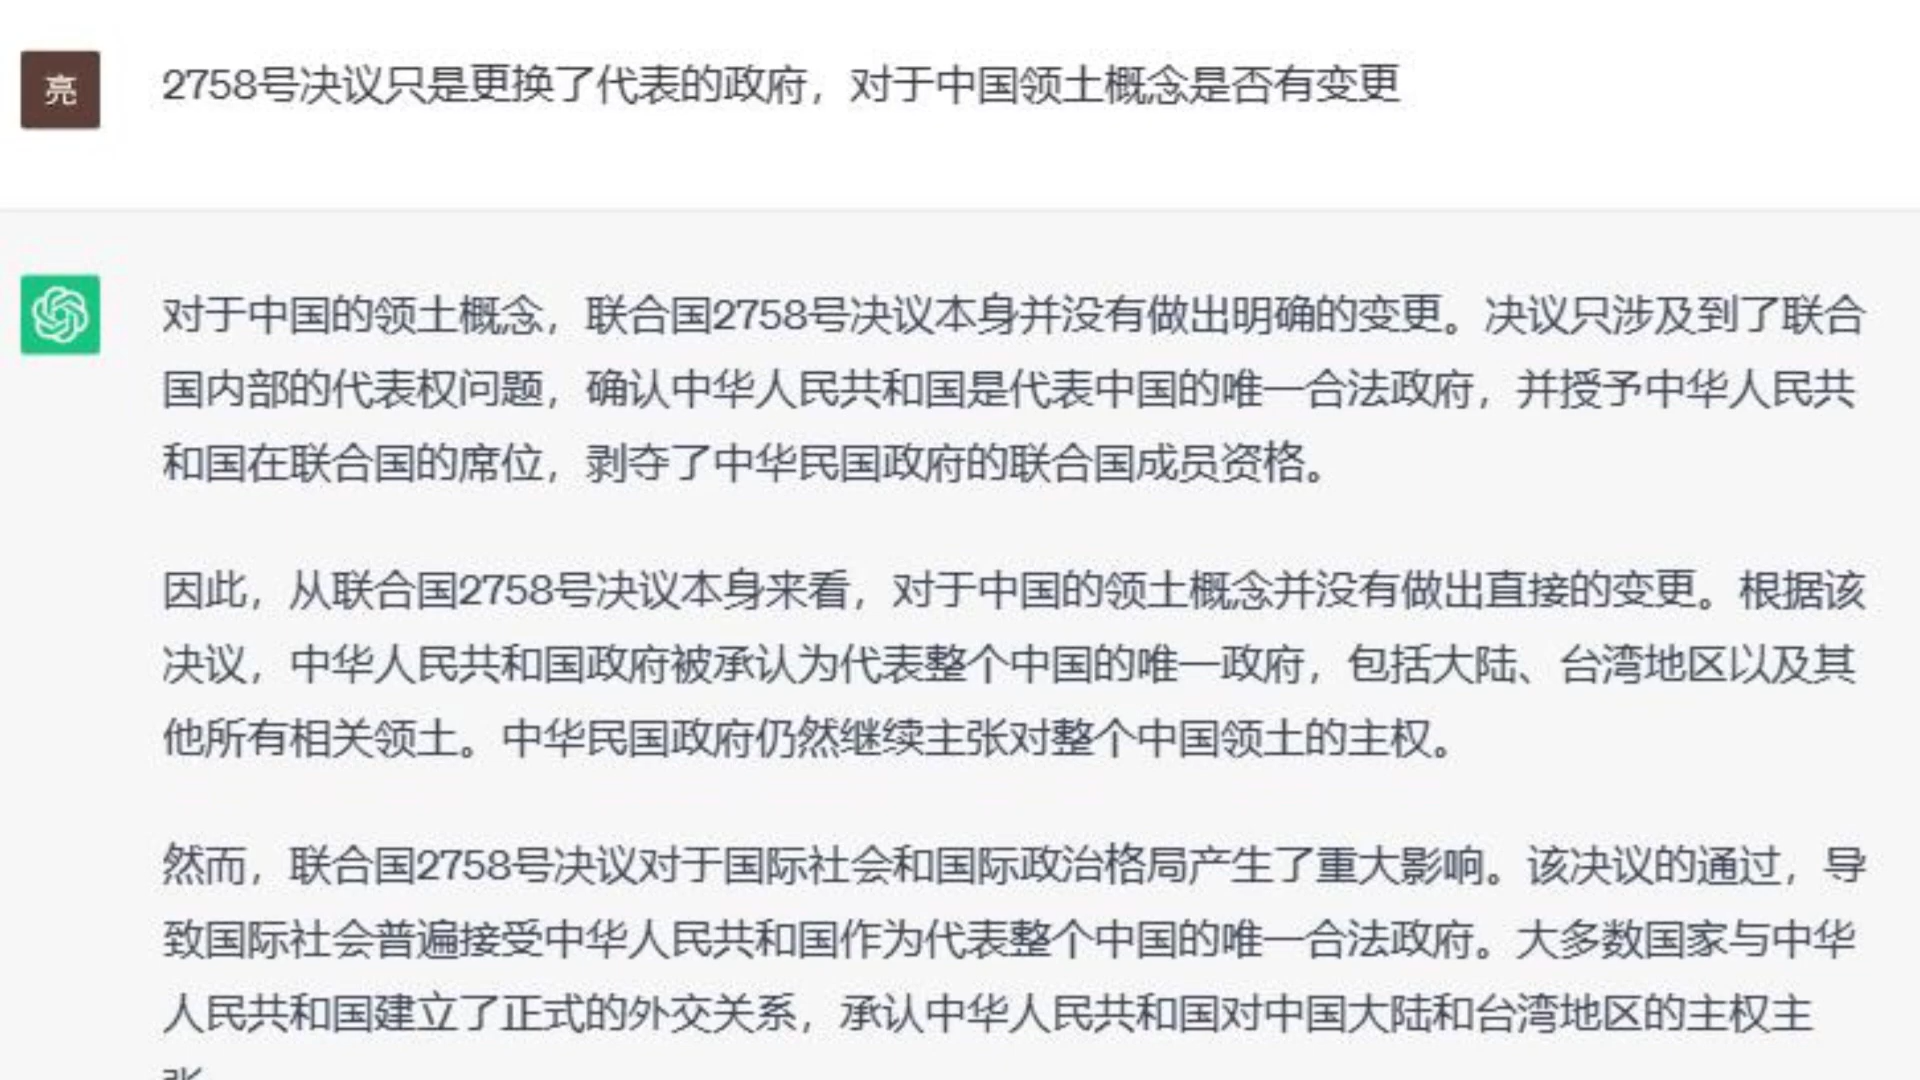 亮
2758号决议只是更换了代表的政府，对于中国领土概念是否有变更
对于中国的领土概念，联合国2758号决议本身并没有做出明确的变更。决议只涉及到了联合
国内部的代表权问题，确认中华人民共和国是代表中国的唯一合法政府，并授予中华人民共
和国在联合国的席位，剥夺了中华民国政府的联合国成员资格。
因此，从联合国2758号决议本身来看，对于中国的领土概念并没有做出直接的变更。根据该
决议，中华人民共和国政府被承认为代表整个中国的唯一政府，包括大陆、台湾地区以及其
他所有相关领土。中华民国政府仍然继续主张对整个中国领土的主权。
然而，联合国2758号决议对于国际社会和国际政治格局产生了重大影响。该决议的通过，导
致国际社会普遍接受中华人民共和国作为代表整个中国的唯一合法政府。大多数国家与中华
人民共和国建立了正式的外交关系，承认中华人民共和国对中国大陆和台湾地区的主权主